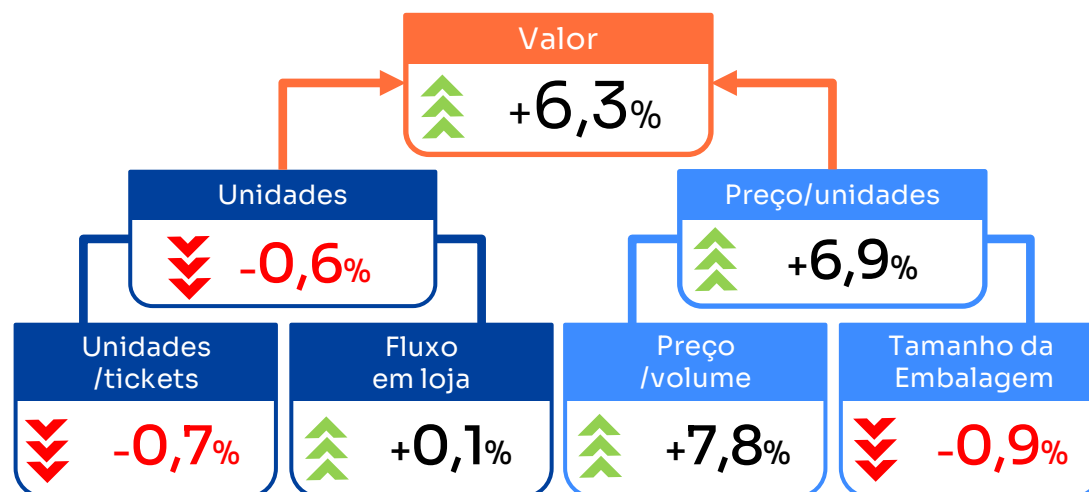 Valor
+6,3%
Unidades
-0,6%
Preço/unidades
+6,9%
Unidades
/tickets
-0,7%
Fluxo
em loja
+0,1%
Preço
/volume
+7,8%
Tamanho da
Embalagem
-0,9%